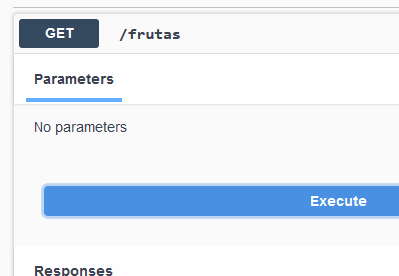 GET /frutas
Parameters
No parameters
Execute
Responses